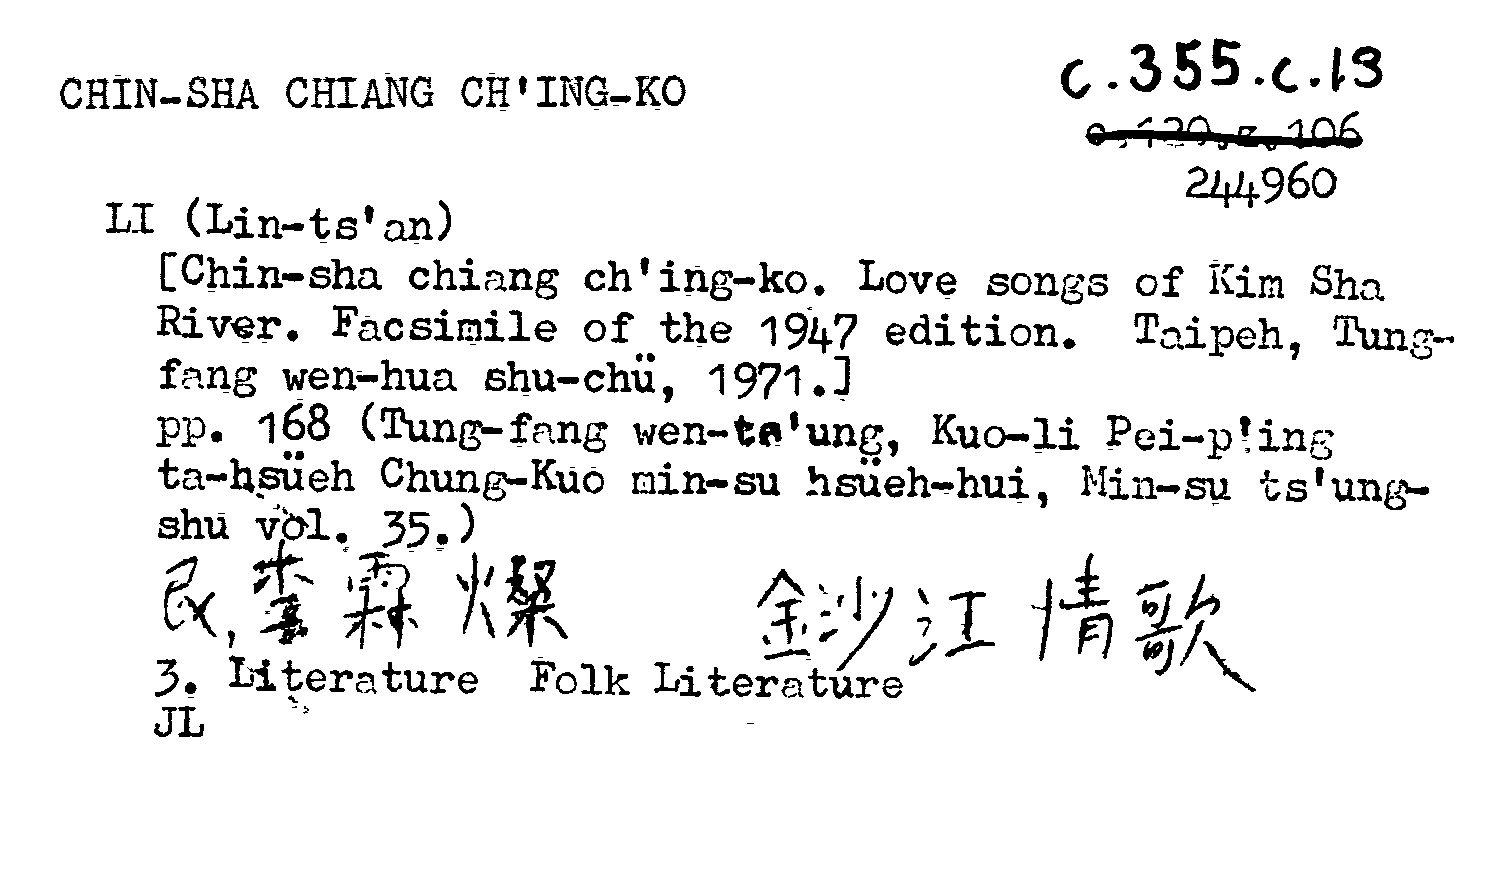 CHIN-SHA CHIANG CH'ING-KO
c.355.c.19
244960
LI (Lin-ts'an)
[Chin-sha chiang ch'ing-ko. Love songs of Kim Sha
River. Facsimile of the 1947 edition. Taipeh, Tung-
fang wen-hua shu-chü, 1971.]
pp. 168 (Tung-fang wen-ts'ung, Kuo-li Pei-p'ing
ta-hsüeh Chung-Kuo min-su hsüeh-hui, Min-su ts'ung-
shu vol. 35.)
民, 李霖燦 金沙江情歌
3. Literature Folk Literature
JL